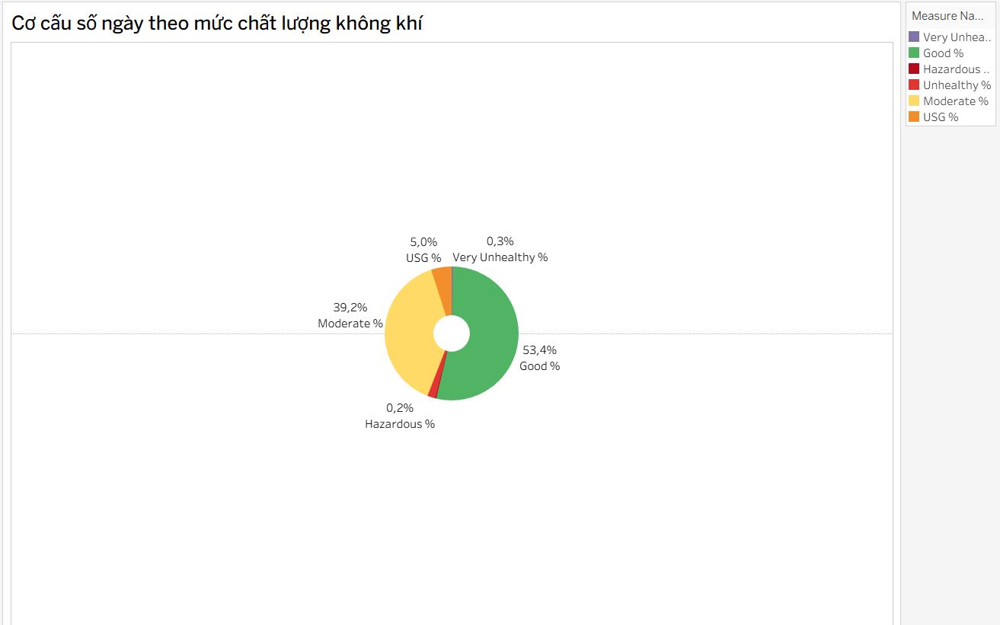 Cơ cấu số ngày theo mức chất lượng không khí
Measure Na...
Very Unhea..
Good %
Hazardous ..
Unhealthy %
Moderate %
USG %
5,0%
USG %
0,3%
Very Unhealthy %
39,2%
Moderate %
53,4%
Good %
0,2%
Hazardous %